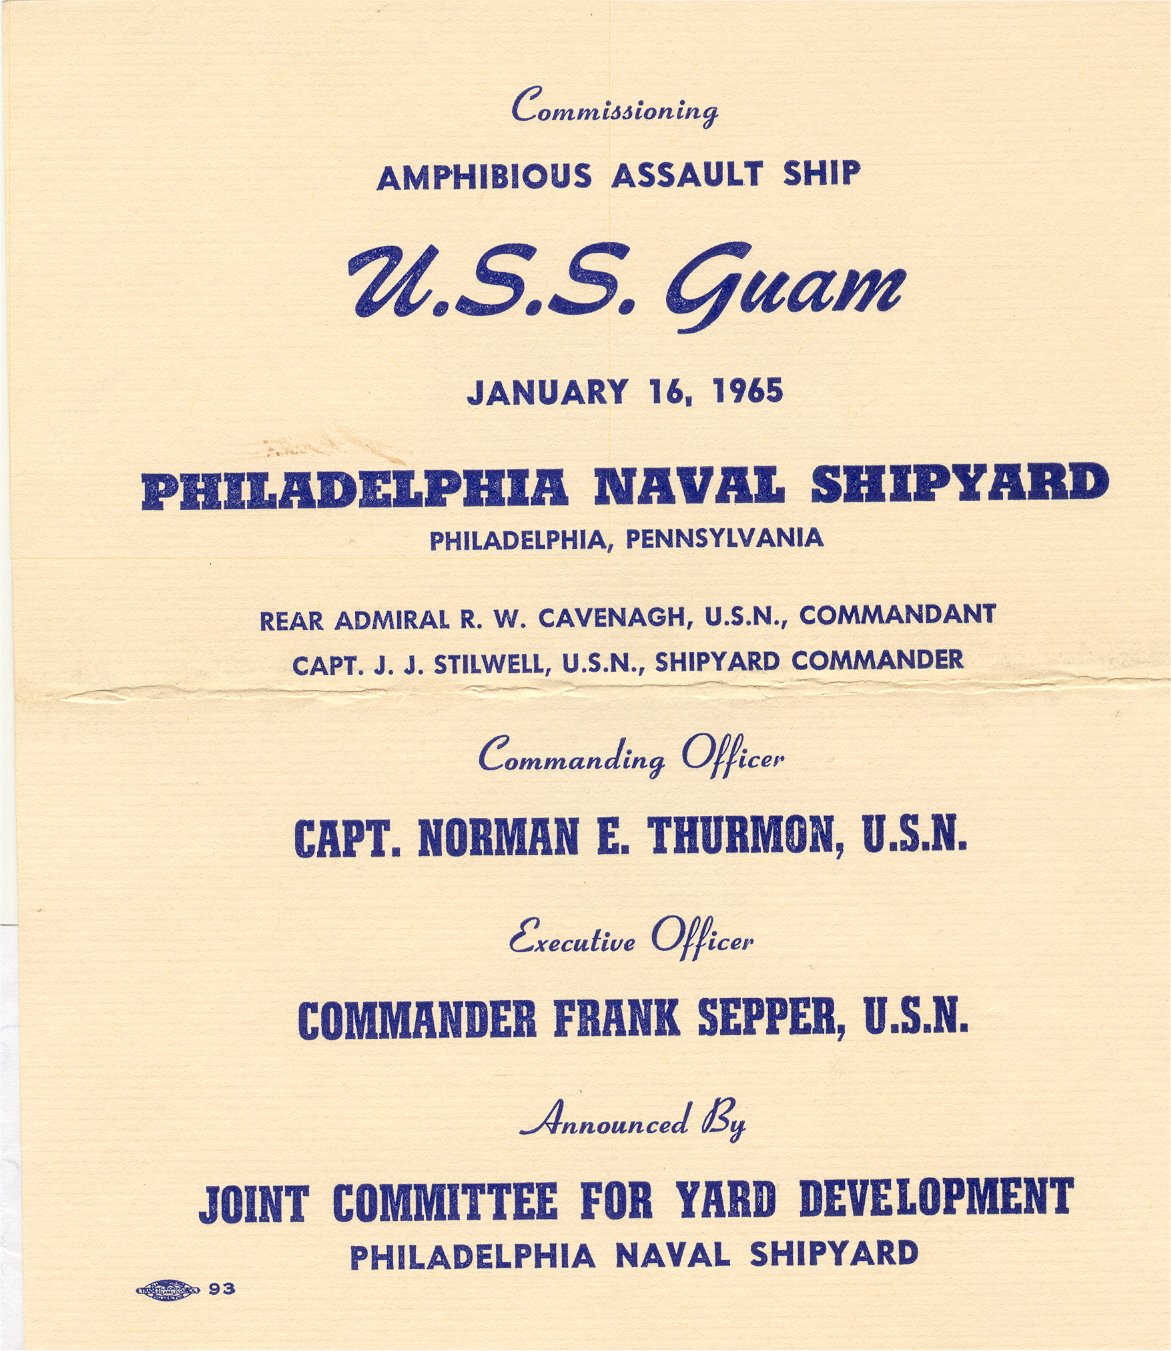 Commissioning
AMPHIBIOUS ASSAULT SHIP
U.S.S. Guam
JANUARY 16, 1965
PHILADELPHIA NAVAL SHIPYARD
PHILADELPHIA, PENNSYLVANIA
REAR ADMIRAL R. W. CAVENAGH, U.S.N., COMMANDANT
CAPT. J. J. STILWELL, U.S.N., SHIPYARD COMMANDER
Commanding Officer
CAPT. NORMAN E. THURMON, U.S.N.
Executive Officer
COMMANDER FRANK SEPPER, U.S.N.
Announced By
JOINT COMMITTEE FOR YARD DEVELOPMENT
PHILADELPHIA NAVAL SHIPYARD
93